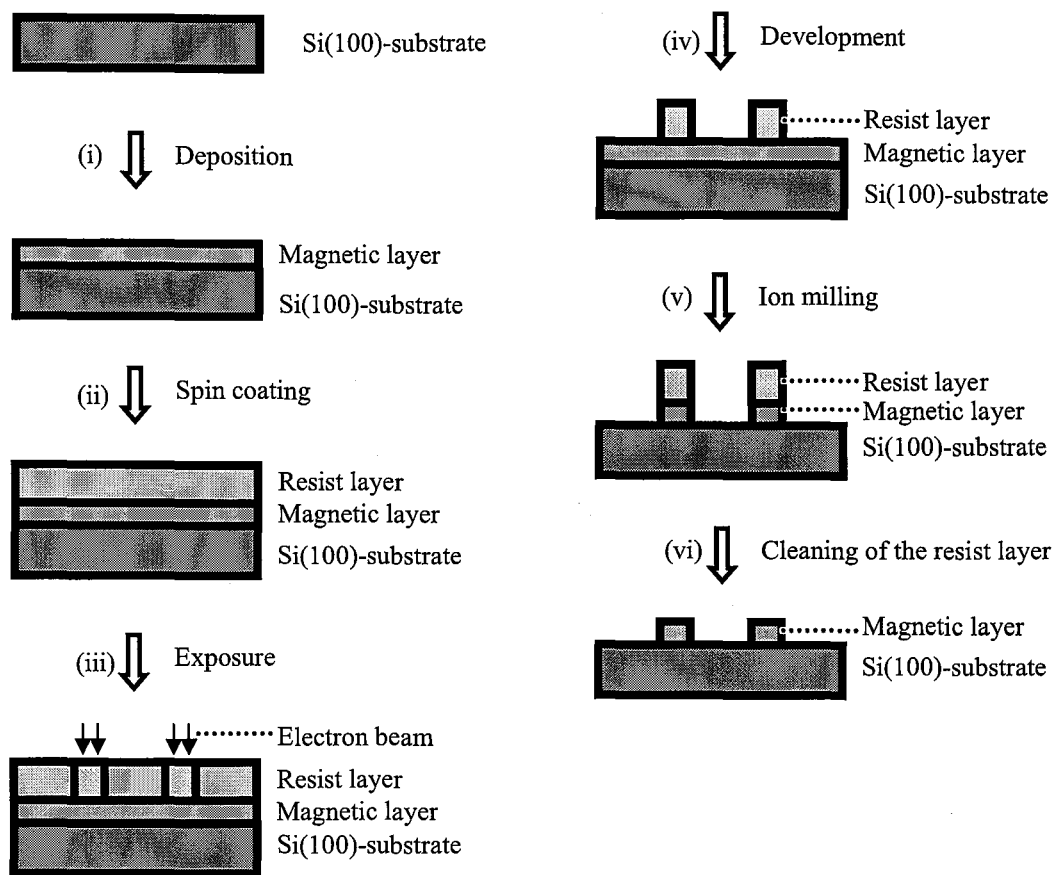 Si(100)-substrate
(i) Deposition
Magnetic layer
Si(100)-substrate
(ii) Spin coating
Resist layer
Magnetic layer
Si(100)-substrate
(iii) Exposure
Electron beam
Resist layer
Magnetic layer
Si(100)-substrate
(iv) Development
Resist layer
Magnetic layer
Si(100)-substrate
(v) Ion milling
Resist layer
Magnetic layer
Si(100)-substrate
(vi) Cleaning of the resist layer
Magnetic layer
Si(100)-substrate